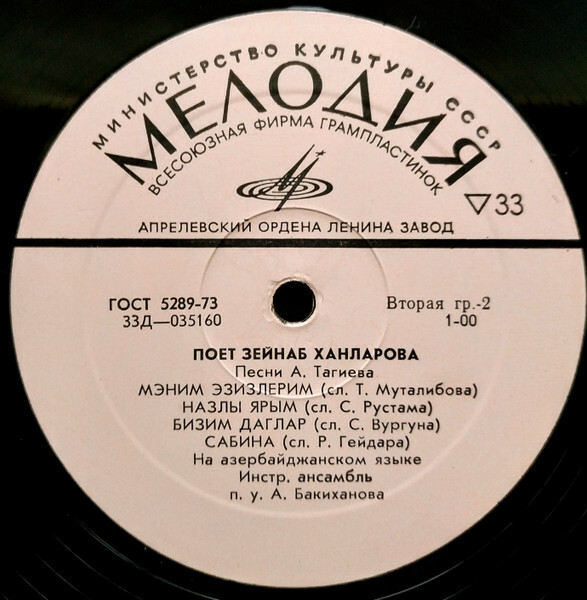 МИНИСТЕРСТВО КУЛЬТУРЫ СССР
МЕЛОДИЯ
ВСЕСОЮЗНАЯ ФИРМА ГРАМПЛАСТИНОК
▽33
АПРЕЛЕВСКИЙ ОРДЕНА ЛЕНИНА ЗАВОД
ГОСТ 5289-73
33Д—035160
Вторая гр.-2
1-00
ПОЕТ ЗЕЙНАБ ХАНЛАРОВА
Песни А. Тагиева
МЭНИМ ЭЗИЗЛЕРИМ (сл. Т. Муталибова)
НАЗЛЫ ЯРЫМ (сл. С. Рустама)
БИЗИМ ДАГЛАР (сл. С. Вургуна)
САБИНА (сл. Р. Гейдара)
На азербайджанском языке
Инстр. ансамбль
п. у. А. Бакиханова